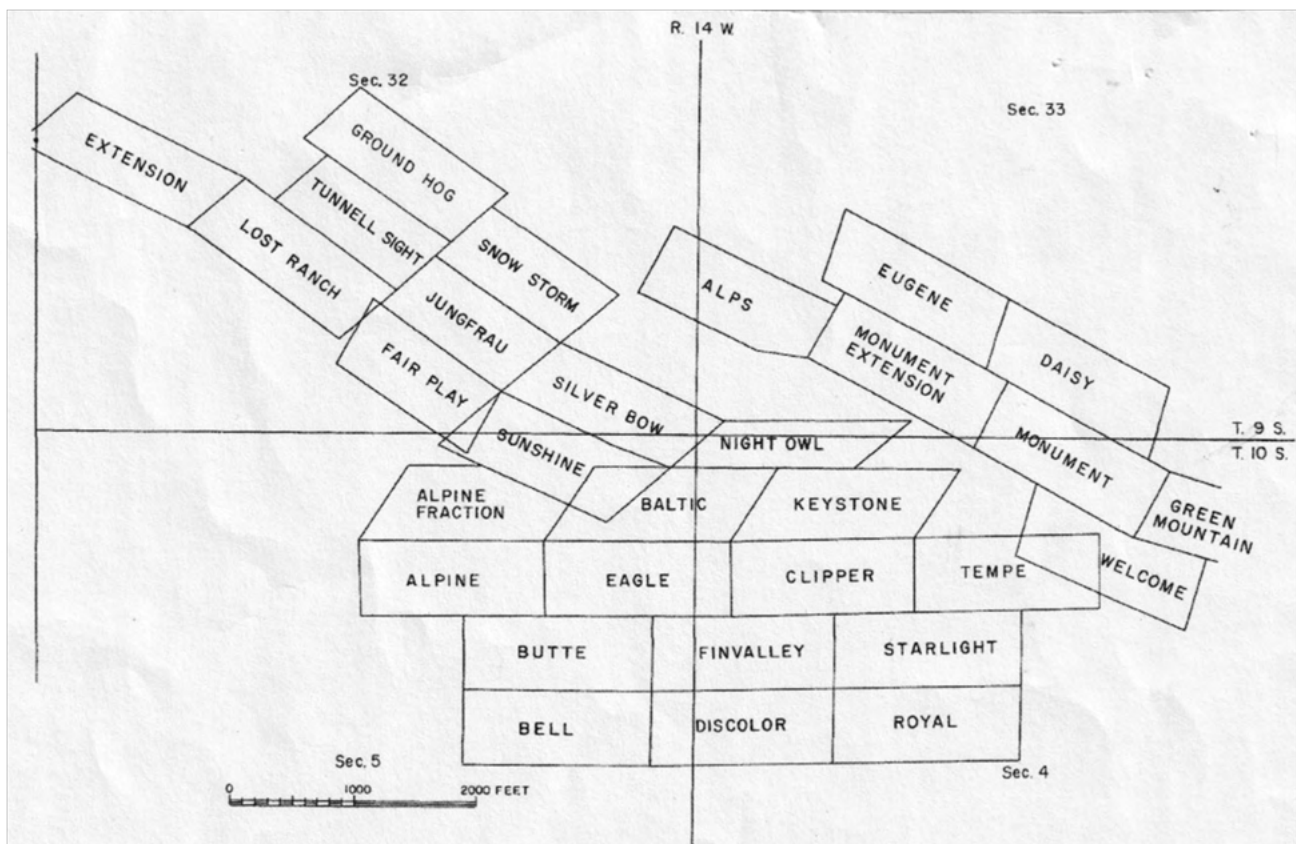 R. 14 W.
Sec. 32
Sec. 33
GROUND HOG
EXTENSION
TUNNELL SIGHT
LOST RANCH
SNOW STORM
JUNGFRAU
FAIR PLAY
ALPS
EUGENE
MONUMENT
EXTENSION
DAISY
SILVER BOW
SUNSHINE
NIGHT OWL
MONUMENT
T. 9 S.
T. 10 S.
ALPINE
FRACTION
BALTIC
KEYSTONE
GREEN
MOUNTAIN
ALPINE
EAGLE
CLIPPER
TEMPE
WELCOME
BUTTE
FINVALLEY
STARLIGHT
BELL
DISCOLOR
ROYAL
Sec. 5
Sec. 4
0 1000 2000 FEET